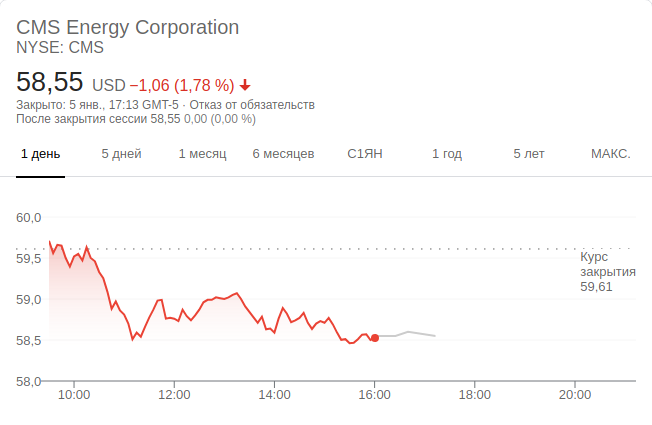 CMS Energy Corporation
NYSE: CMS
58,55 USD −1,06 (1,78 %)
Закрыто: 5 янв., 17:13 GMT-5 · Отказ от обязательств
После закрытия сессии 58,55 0,00 (0,00 %)
1 день 5 дней 1 месяц 6 месяцев С1ЯН 1 год 5 лет МАКС.
60,0
59,5
59,0
58,5
58,0
Курс
закрытия
59,61
10:00 12:00 14:00 16:00 18:00 20:00